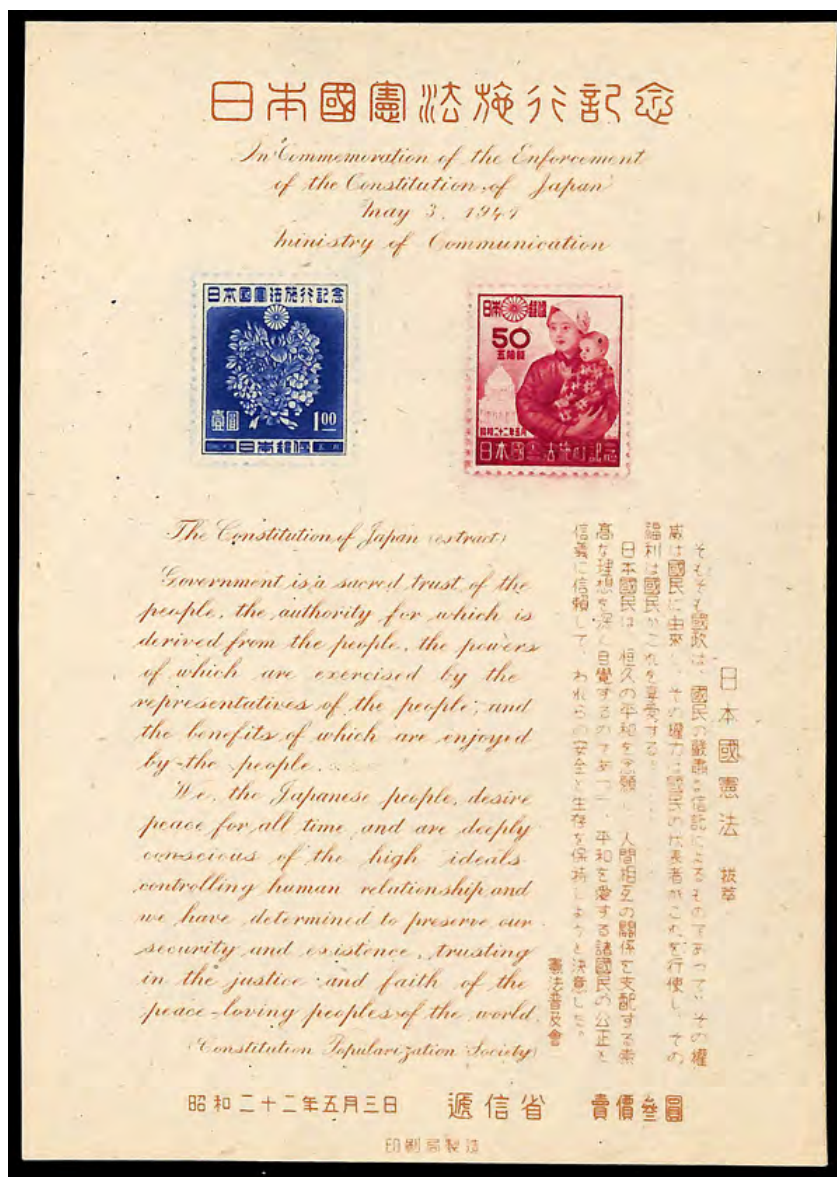 日本國憲法施行記念
In Commemoration of the Enforcement
of the Constitution of Japan
May 3, 1947
Ministry of Communication
日本國憲法施行記念
壹圓 1.00
日本郵便
日本郵便
50
五拾錢
昭和二十二年五月
日本國憲法施行記念
The Constitution of Japan (extract)
Government is a sacred trust of the
people, the authority for which is
derived from the people, the powers
of which are exercised by the
representatives of the people, and
the benefits of which are enjoyed
by the people.
We, the Japanese people, desire
peace for all time and are deeply
conscious of the high ideals
controlling human relationship and
we have determined to preserve our
security and existence, trusting
in the justice and faith of the
peace-loving peoples of the world.
(Constitution Popularization Society)
日本國憲法 拔萃
そもそも國政は、國民の嚴肅な信託によるものであつて、その權
威は國民に由來し、その權力は國民の代表者がこれを行使し、その
福利は國民がこれを享受する。
日本國民は、恒久の平和を念願し、人間相互の關係を支配する崇
高な理想を深く自覺するのであつて、平和を愛する諸國民の公正と
信義に信賴して、われらの安全と生存を保持しようと決意した。
憲法普及會
昭和二十二年五月三日 遞信省 賣價參圓
印刷局製造